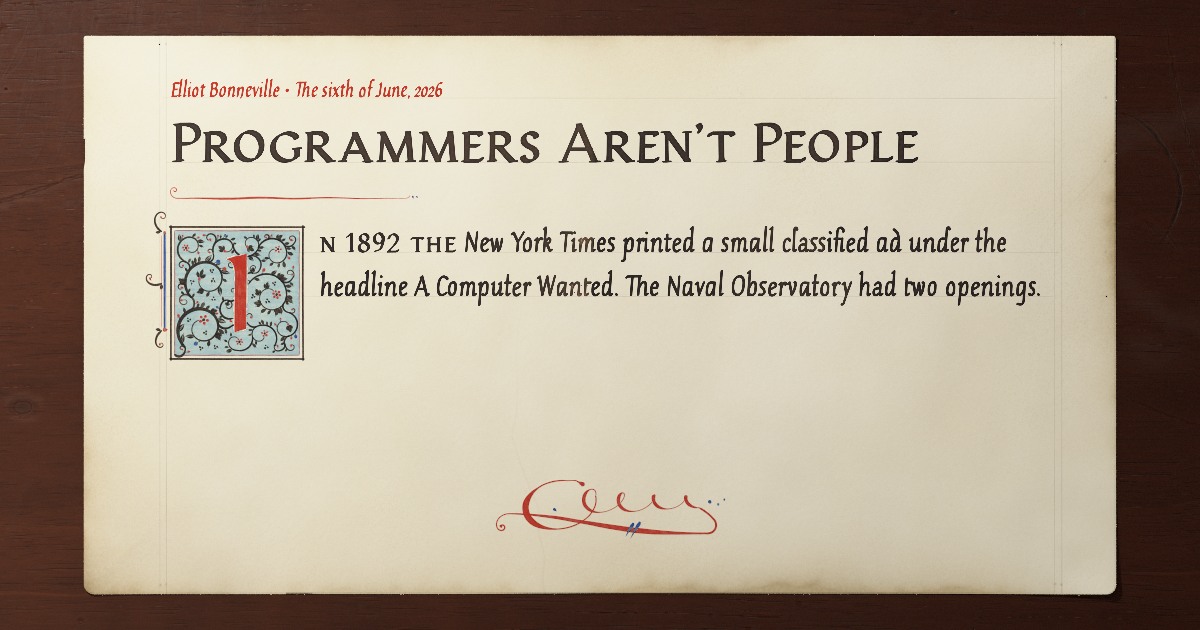 Elliot Bonneville • The sixth of June, 2026
Programmers Aren't People
In 1892 the New York Times printed a small classified ad under the
headline A Computer Wanted. The Naval Observatory had two openings.